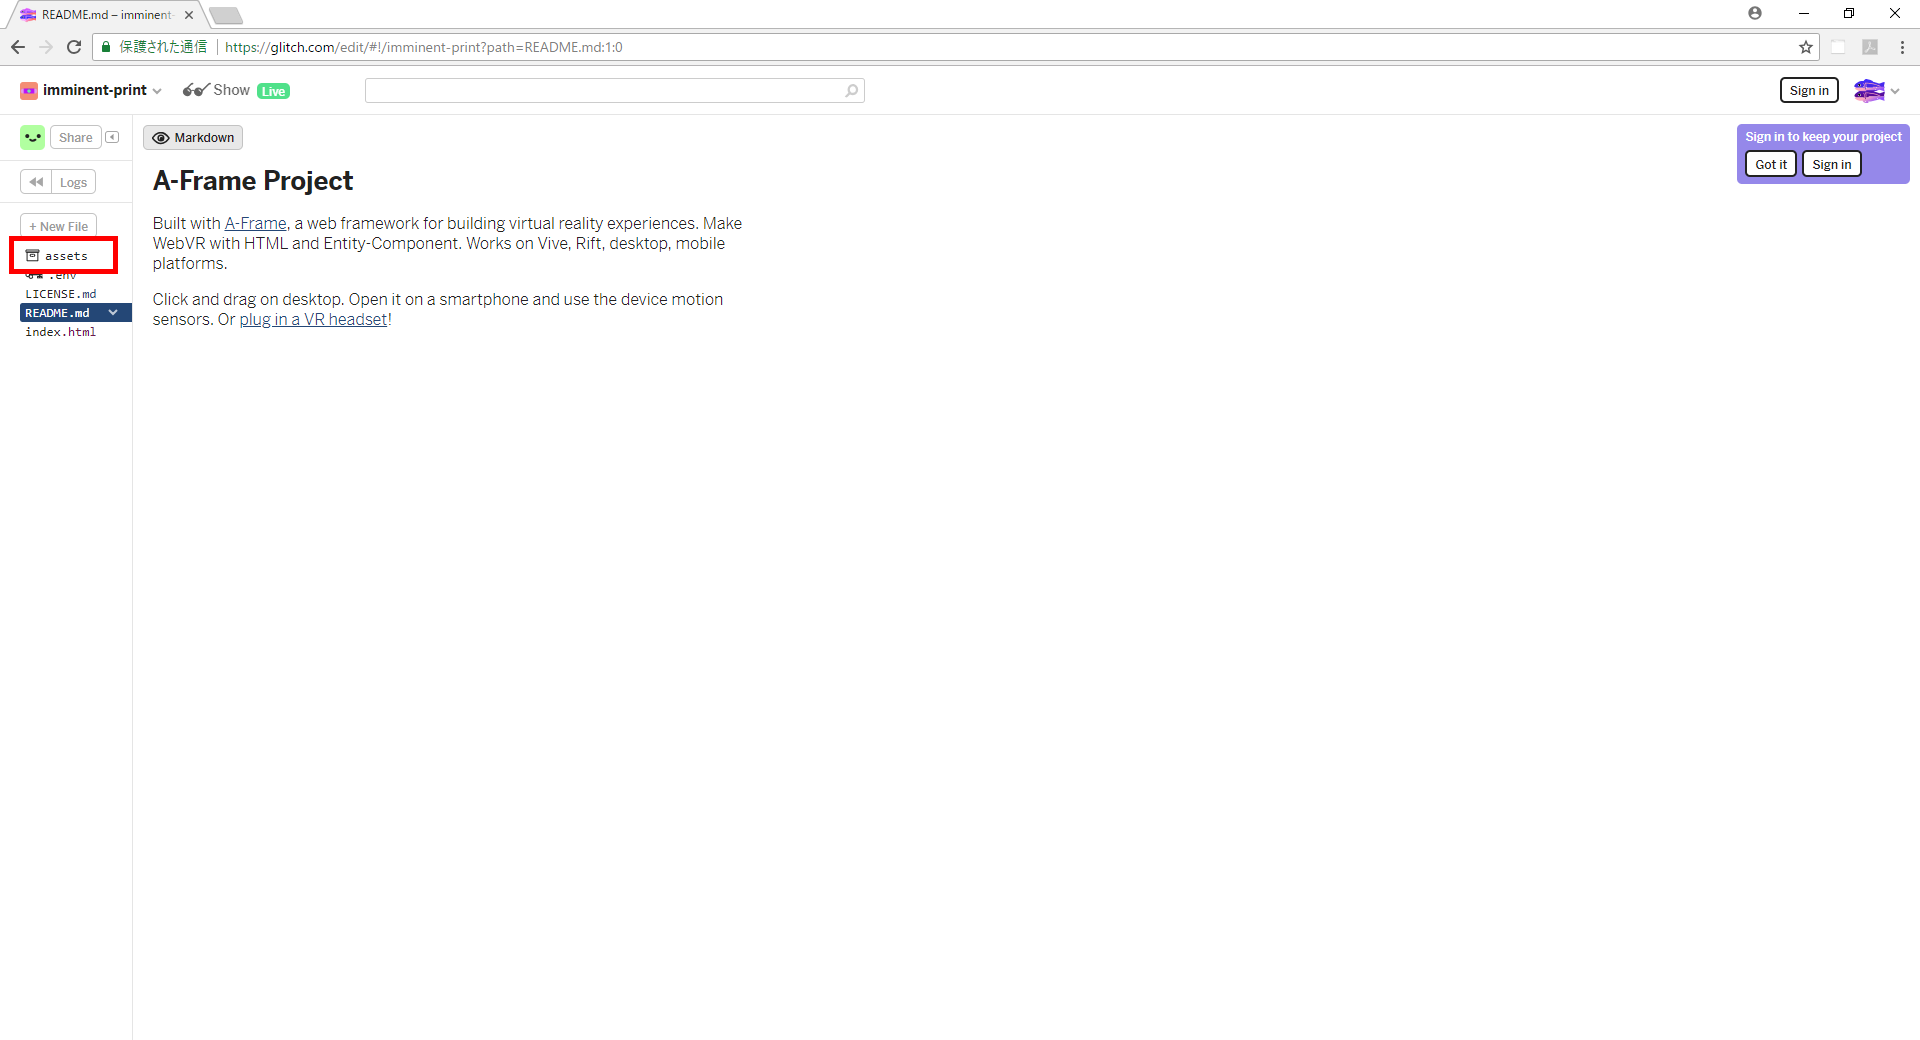 README.md – imminent-
保護された通信 https://glitch.com/edit/#!/imminent-print?path=README.md:1:0
imminent-print Show Live Sign in
Share Markdown
Sign in to keep your project
Got it Sign in
Logs
A-Frame Project
+ New File
Built with A-Frame, a web framework for building virtual reality experiences. Make
WebVR with HTML and Entity-Component. Works on Vive, Rift, desktop, mobile
platforms.
assets
.env
LICENSE.md
README.md
index.html
Click and drag on desktop. Open it on a smartphone and use the device motion
sensors. Or plug in a VR headset!